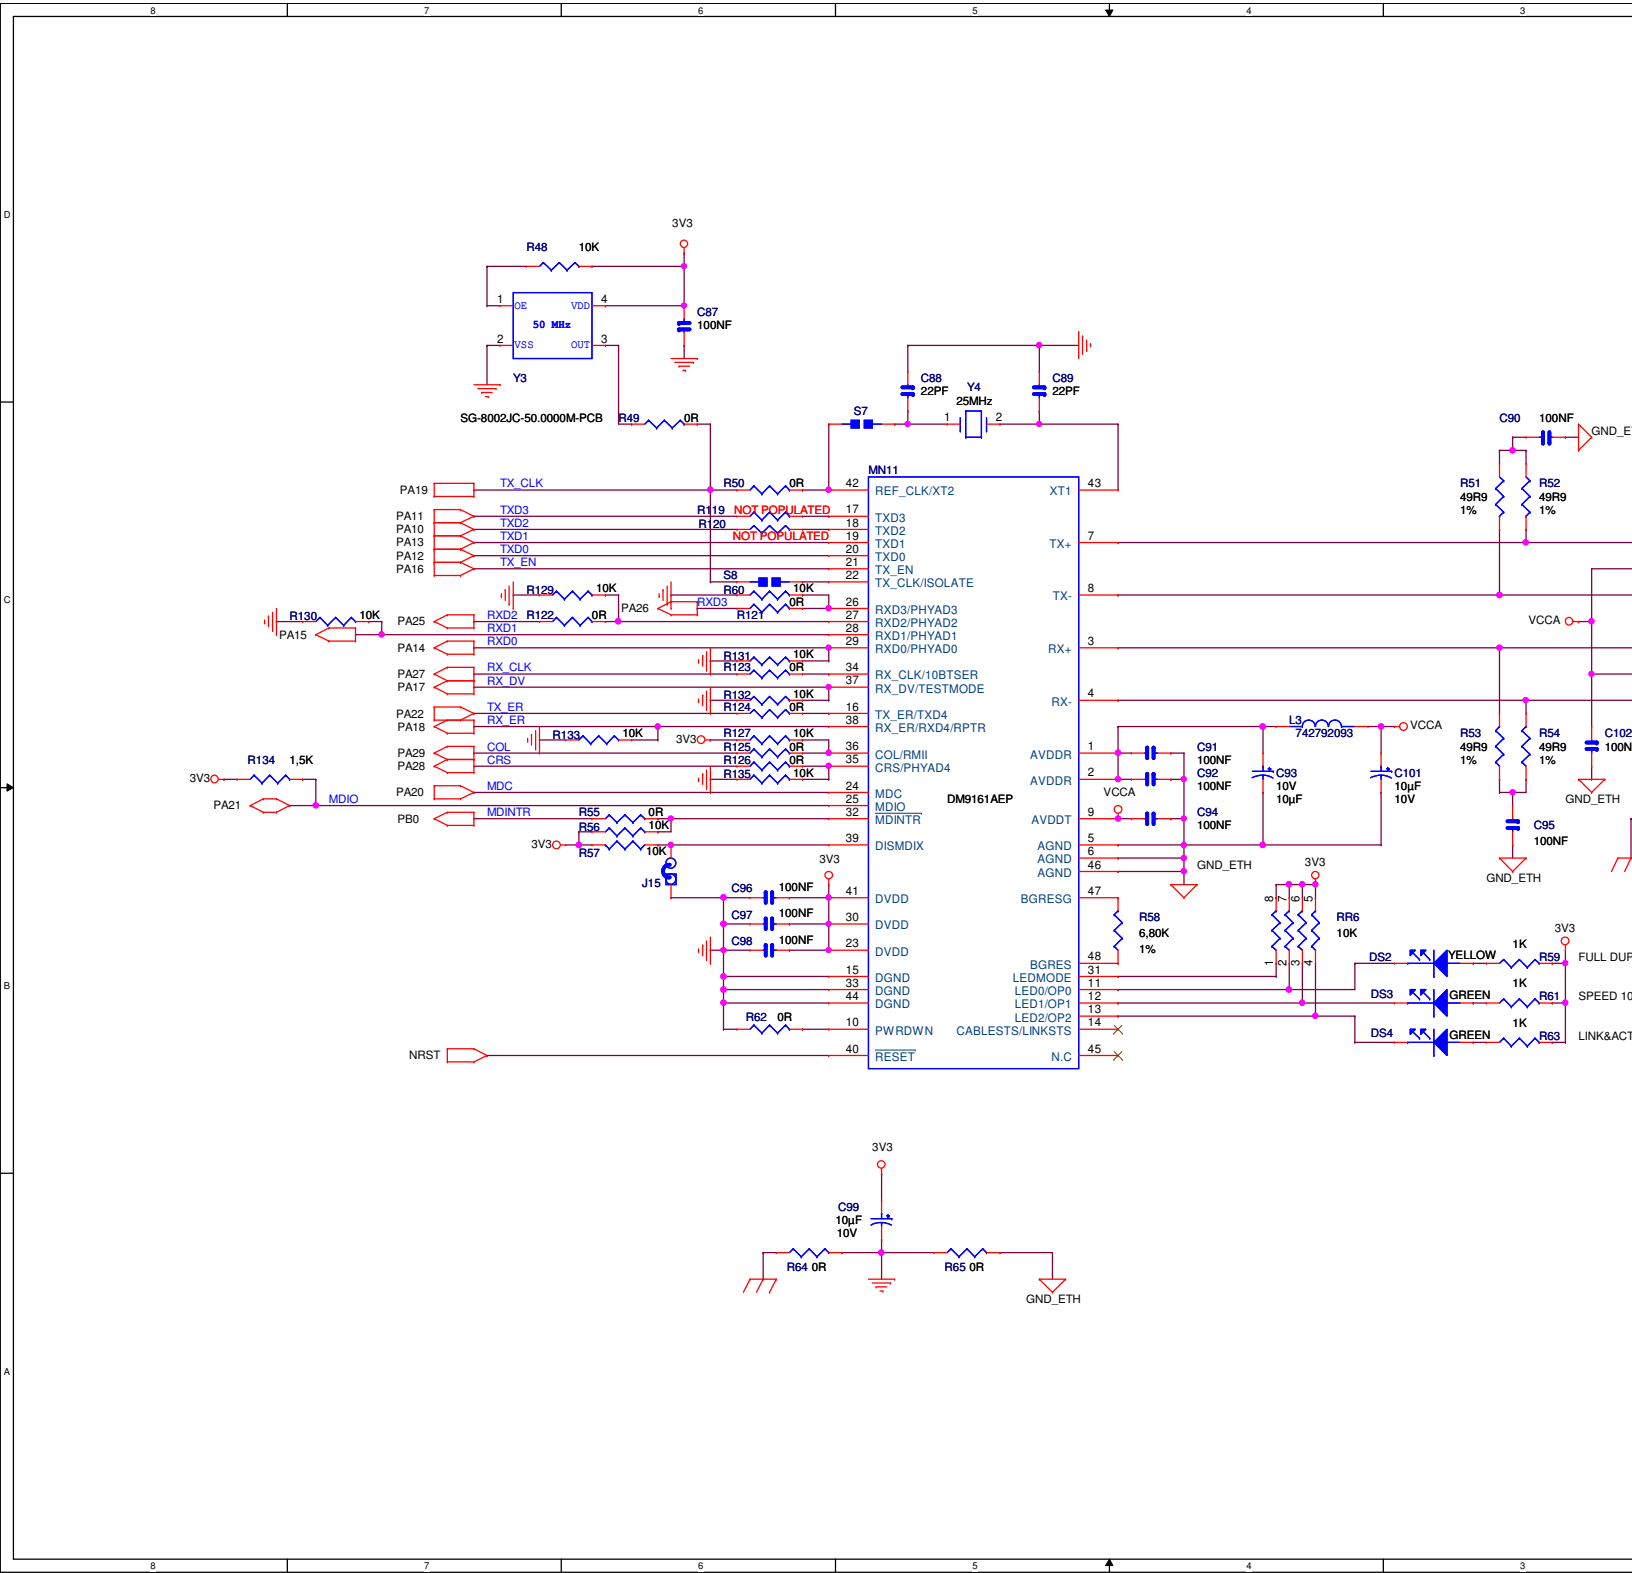 8 7 6 5 4 3
D
3V3
R48 10K
1 OE VDD 4
50 MHz
2 VSS OUT 3
Y3
C87
100NF
SG-8002JC-50.0000M-PCB
R49 0R
S7
C88
22PF
Y4
25MHz
1 2
C89
22PF
C90 100NF
GND_E
R51
49R9
1%
R52
49R9
1%
MN11
PA19 TX_CLK R50 0R 42 REF_CLK/XT2
XT1 43
PA11 TXD3 R119 NOT POPULATED 17 TXD3
PA10 TXD2 R120 18 TXD2
NOT POPULATED
PA13 TXD1 19 TXD1
TX+ 7
PA12 TXD0 20 TXD0
PA16 TX_EN 21 TX_EN
S8 22 TX_CLK/ISOLATE
C
R129 10K
R60 10K
TX- 8
PA26 RXD3 R121 0R 26 RXD3/PHYAD3
R130 10K
PA25 RXD2 R122 0R 27 RXD2/PHYAD2
VCCA
PA15 RXD1 28 RXD1/PHYAD1
PA14 RXD0 29 RXD0/PHYAD0
RX+ 3
R131 10K
PA27 RX_CLK R123 0R 34 RX_CLK/10BTSER
PA17 RX_DV 37 RX_DV/TESTMODE
R132 10K
RX- 4
PA22 TX_ER R124 0R 16 TX_ER/TXD4
PA18 RX_ER 38 RX_ER/RXD4/RPTR
R133 10K
3V3 R127 10K
L3
742792093
VCCA
R53
49R9
1%
R54
49R9
1%
C102
100N
GND_ETH
PA29 COL R125 0R 36 COL/RMII
AVDDR 1
C91
100NF
PA28 CRS R126 0R 35 CRS/PHYAD4
R135 10K
AVDDR 2
C92
100NF
C93
10V
10µF
C101
10µF
10V
R134 1,5K
3V3
PA20 MDC 24 MDC
DM9161AEP
VCCA
PA21 MDIO 25 MDIO
PB0 MDINTR R55 0R 32 MDINTR
AVDDT 9
C94
100NF
C95
100NF
GND_ETH
R56 10K
3V3 R57 10K 39 DISMDIX
AGND 5
AGND 6
AGND 46
GND_ETH
J15
3V3
3V3
C96 100NF 41 DVDD
BGRESG 47
8 7 6 5
C97 100NF 30 DVDD
R58
6,80K
1%
RR6
10K
C98 100NF 23 DVDD
BGRES 48
1 2 3 4
3V3
DS2 YELLOW 1K R59 FULL DUP
B
15 DGND
LEDMODE 31
33 DGND
LED0/OP0 11
44 DGND
LED1/OP1 12
DS3 GREEN 1K R61 SPEED 10
LED2/OP2 13
R62 0R 10 PWRDWN
CABLESTS/LINKSTS 14
DS4 GREEN 1K R63 LINK&ACT
NRST 40 RESET
N.C 45
3V3
C99
10µF
10V
R64 0R
R65 0R
GND_ETH
A
8 7 6 5 4 3